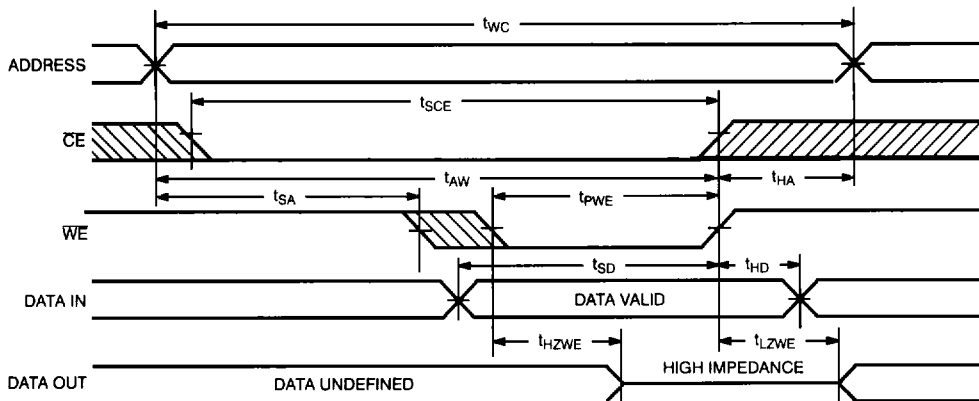 tWC
ADDRESS
tSCE
CE
tAW
tHA
tSA
tPWE
WE
tSD
tHD
DATA IN
DATA VALID
tHZWE
tLZWE
DATA OUT
DATA UNDEFINED
HIGH IMPEDANCE